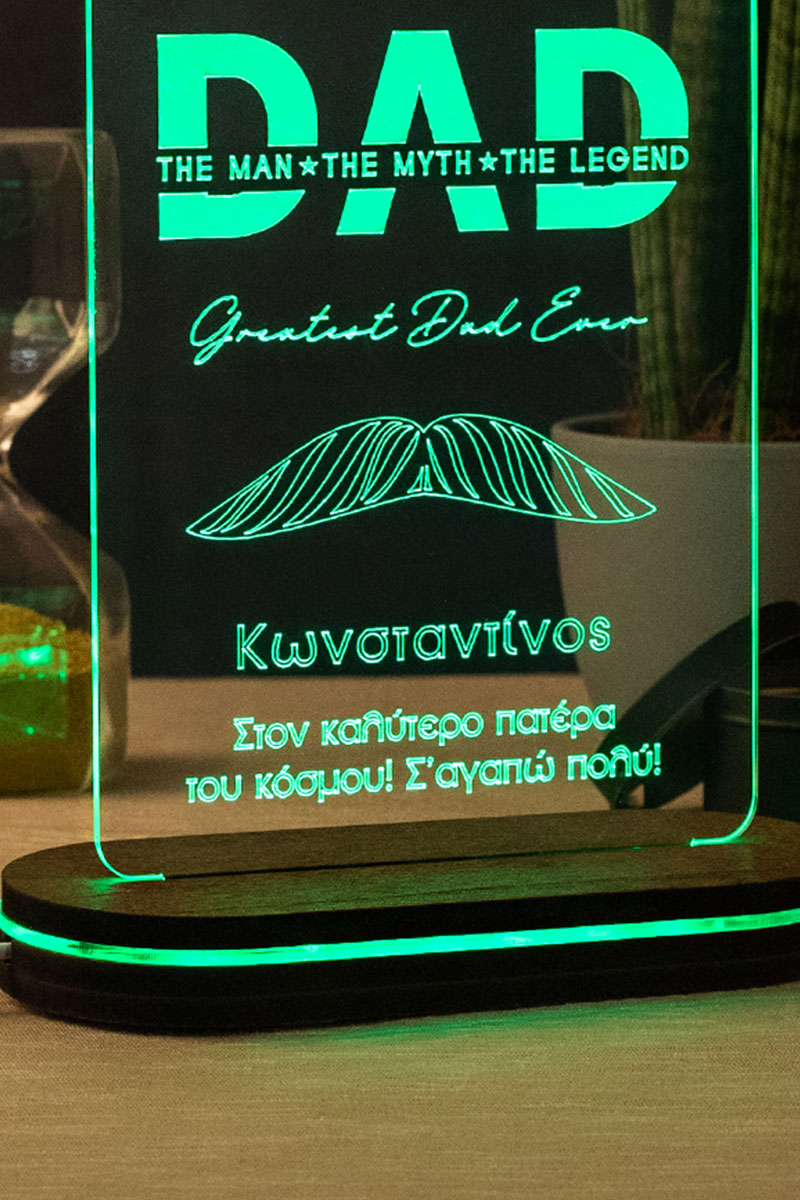 DAD
THE MAN★THE MYTH★THE LEGEND
Greatest Dad Ever
Κωνσταντίνος
Στον καλύτερο πατέρα
του κόσμου! Σ'αγαπώ πολύ!